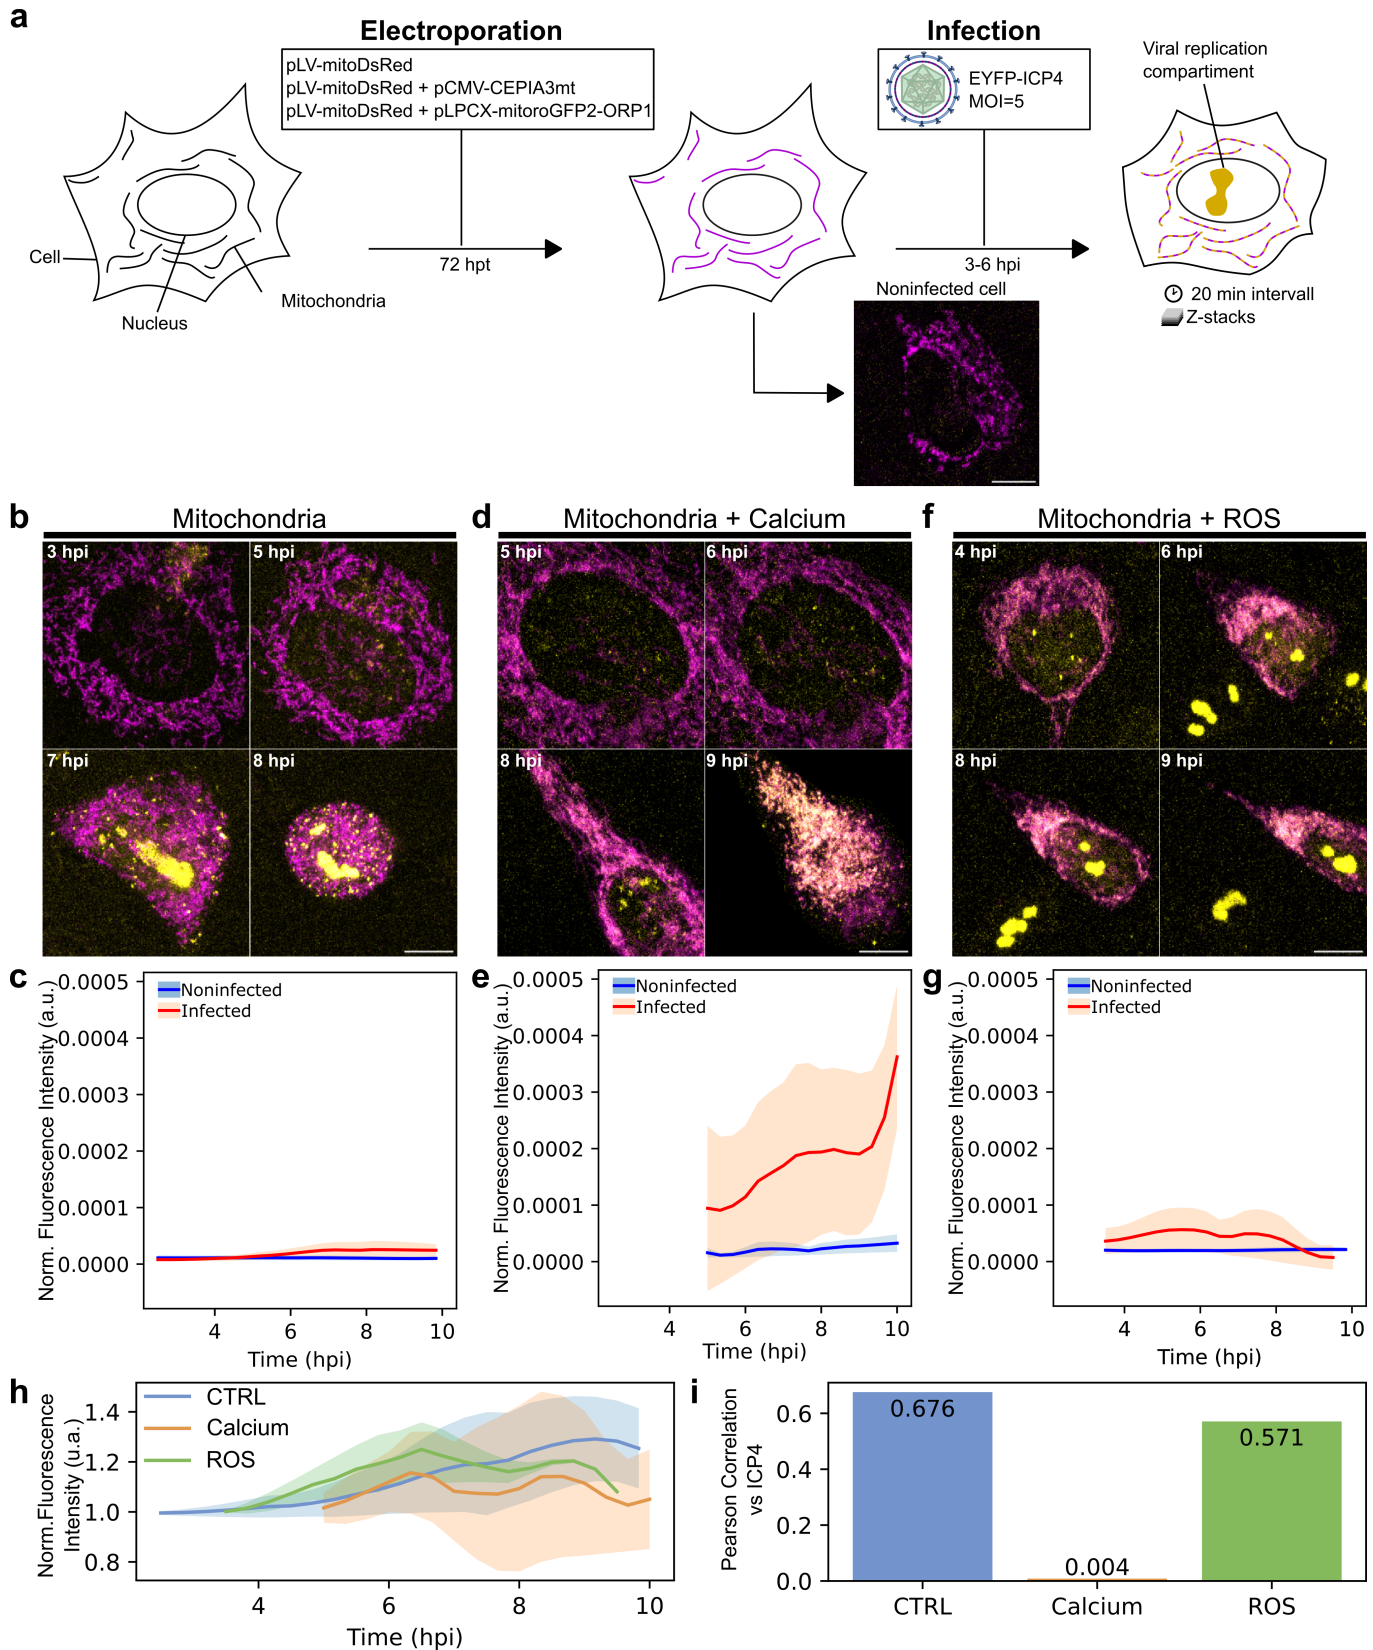 a
Electroporation
pLV-mitoDsRed
pLV-mitoDsRed + pCMV-CEPIA3mt
pLV-mitoDsRed + pLPCX-mitoroGFP2-ORP1
72 hpt
Cell
Nucleus
Mitochondria
Infection
EYFP-ICP4
MOI=5
3-6 hpi
Noninfected cell
Viral replication
compartiment
20 min intervall
Z-stacks
b
Mitochondria
3 hpi
5 hpi
7 hpi
8 hpi
d
Mitochondria + Calcium
5 hpi
6 hpi
8 hpi
9 hpi
f
Mitochondria + ROS
4 hpi
6 hpi
8 hpi
9 hpi
c
Norm. Fluorescence Intensity (a.u.)
0.0005
0.0004
0.0003
0.0002
0.0001
0.0000
Noninfected
Infected
4
6
8
10
Time (hpi)
e
Norm. Fluorescence Intensity (a.u.)
0.0005
0.0004
0.0003
0.0002
0.0001
0.0000
Noninfected
Infected
4
6
8
10
Time (hpi)
g
Norm. Fluorescence Intensity (a.u.)
0.0005
0.0004
0.0003
0.0002
0.0001
0.0000
Noninfected
Infected
4
6
8
10
Time (hpi)
h
Norm.Fluorescence
Intensity (u.a.)
1.4
1.2
1.0
0.8
CTRL
Calcium
ROS
4
6
8
10
Time (hpi)
i
Pearson Correlation
vs ICP4
0.6
0.4
0.2
0.0
0.676
0.004
0.571
CTRL
Calcium
ROS